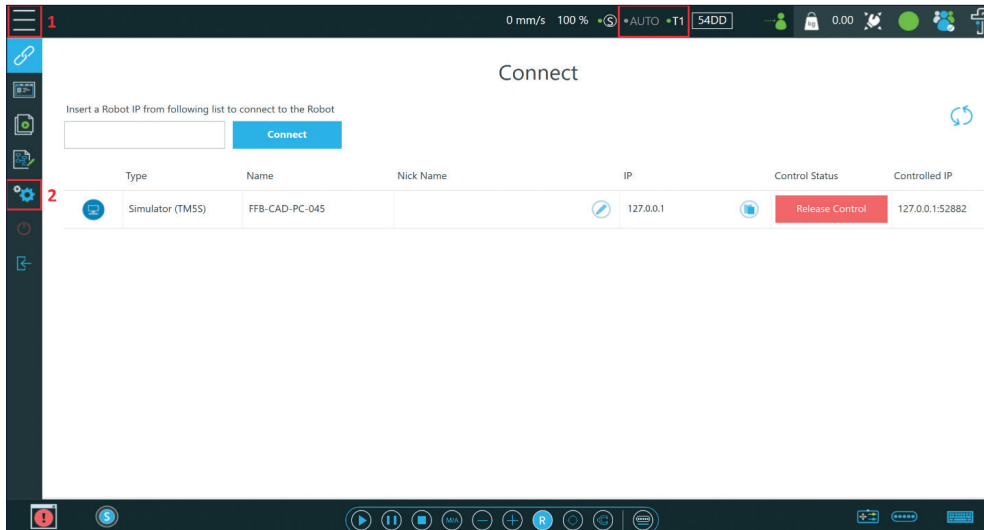 1
0 mm/s 100 % S AUTO T1 54DD kg 0.00
Connect
Insert a Robot IP from following list to connect to the Robot
Connect
Type Name Nick Name IP Control Status Controlled IP
2
Simulator (TM5S) FFB-CAD-PC-045 127.0.0.1 Release Control 127.0.0.1:52882
S M/A R